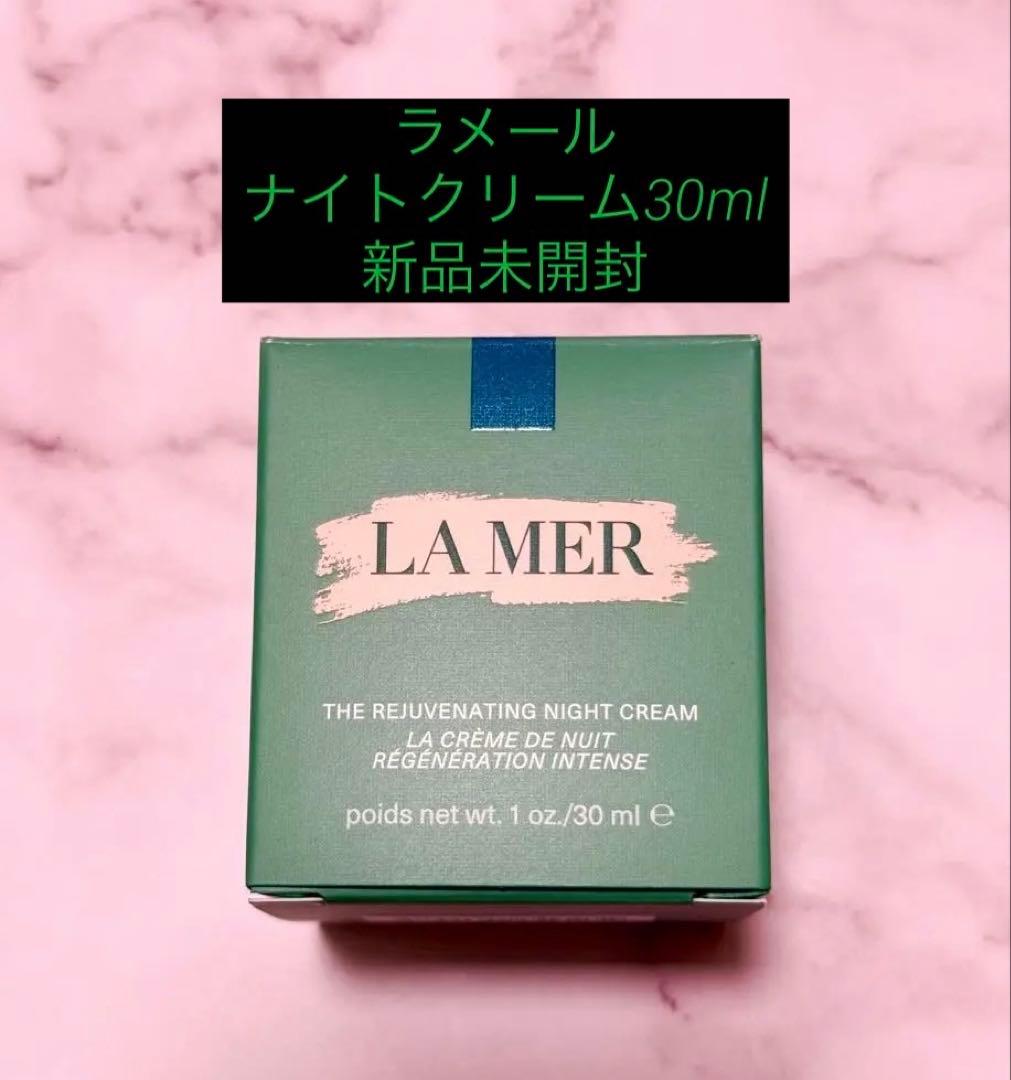 ラメール
ナイトクリーム30ml
新品未開封
LA MER
THE REJUVENATING NIGHT CREAM
LA CRÈME DE NUIT
RÉGÉNÉRATION INTENSE
poids net wt. 1 oz./30 ml ℮